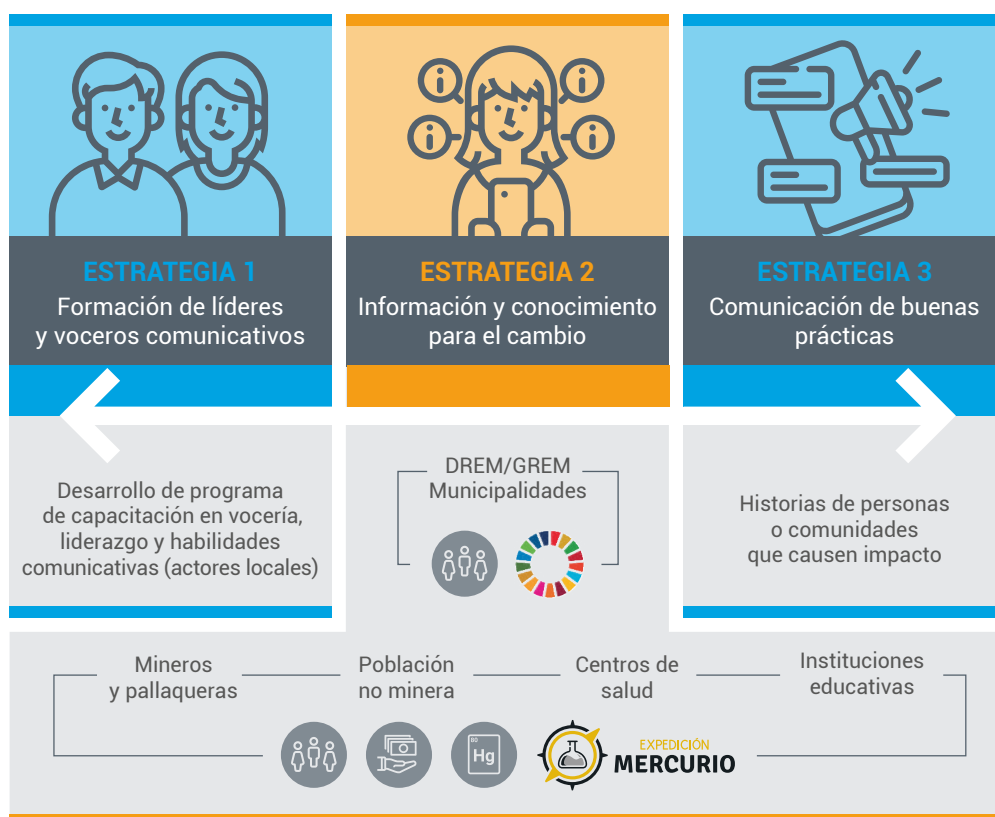 ESTRATEGIA 1
Formación de líderes
y voceros comunicativos
ESTRATEGIA 2
Información y conocimiento
para el cambio
ESTRATEGIA 3
Comunicación de buenas
prácticas
Desarrollo de programa
de capacitación en vocería,
liderazgo y habilidades
comunicativas (actores locales)
DREM/GREM
Municipalidades
Historias de personas
o comunidades
que causen impacto
Mineros
y pallaqueras
Población
no minera
Centros de
salud
Instituciones
educativas
80
Hg
EXPEDICIÓN
MERCURIO